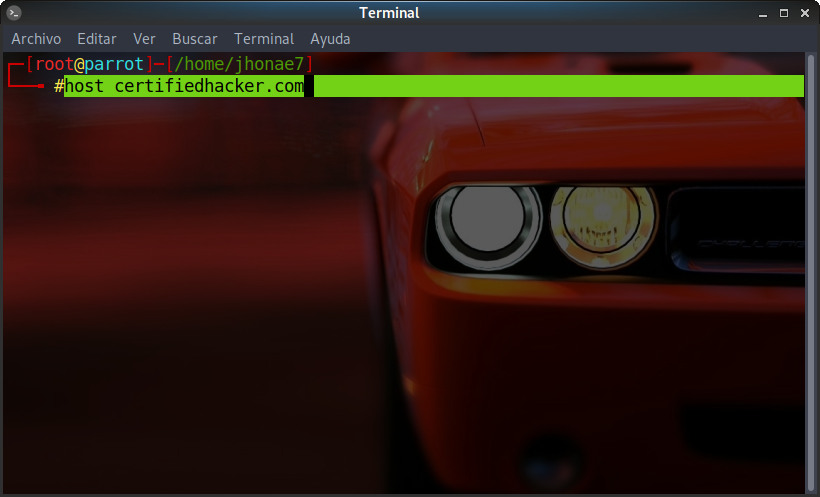 Terminal
Archivo Editar Ver Buscar Terminal Ayuda
┌─[root@parrot]─[/home/jhonae7]
└──╼ #host certifiedhacker.com